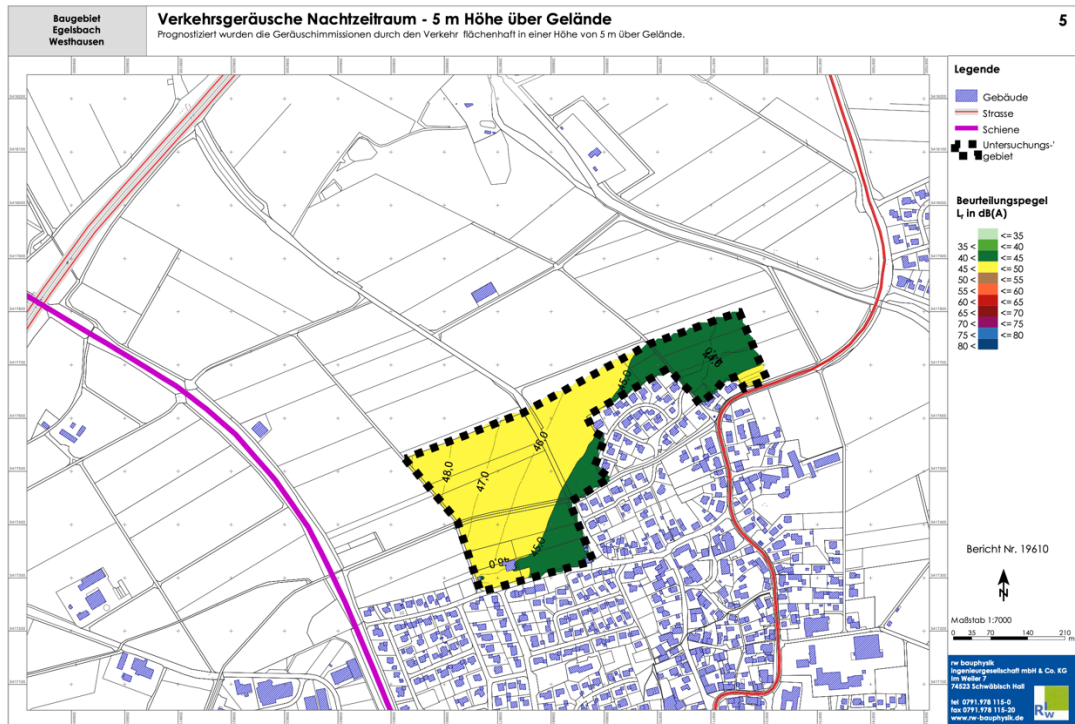 Baugebiet
Egelsbach
Westhausen
Verkehrsgeräusche Nachtzeitraum - 5 m Höhe über Gelände
Prognostiziert wurden die Geräuschimmissionen durch den Verkehr flächenhaft in einer Höhe von 5 m über Gelände.
5
Legende
Gebäude
Strasse
Schiene
Untersuchungs-'
gebiet
Beurteilungspegel
Lr in dB(A)
<= 35
35 < <= 40
40 < <= 45
45 < <= 50
50 < <= 55
55 < <= 60
60 < <= 65
65 < <= 70
70 < <= 75
75 < <= 80
80 <
45.0
48.0
48.0
47.0
45.0
46.0
Bericht Nr. 19610
N
Maßstab 1:7000
0 35 70 140 210
m
rw bauphysik
ingenieurgesellschaft mbH & Co. KG
Im Weiler 7
74523 Schwäbisch Hall
tel 0791.978 115-0
fax 0791.978 115-20
www.rw-bauphysik.de